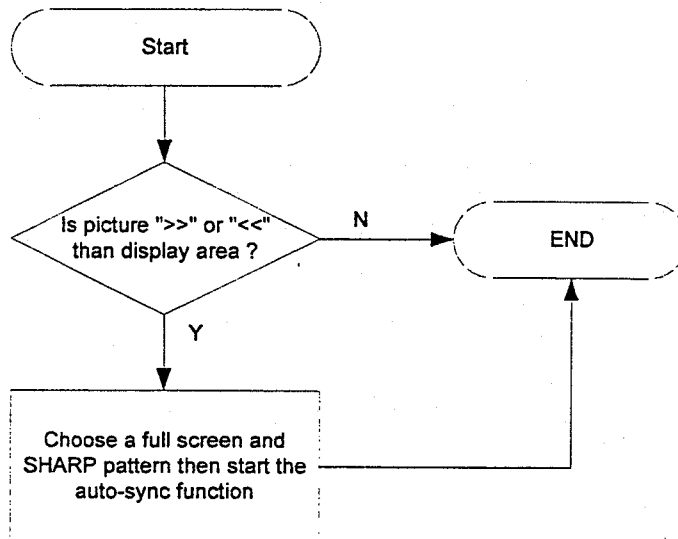 Start
Is picture ">>" or "<<"
than display area ?
N
END
Y
Choose a full screen and
SHARP pattern then start the
auto-sync function